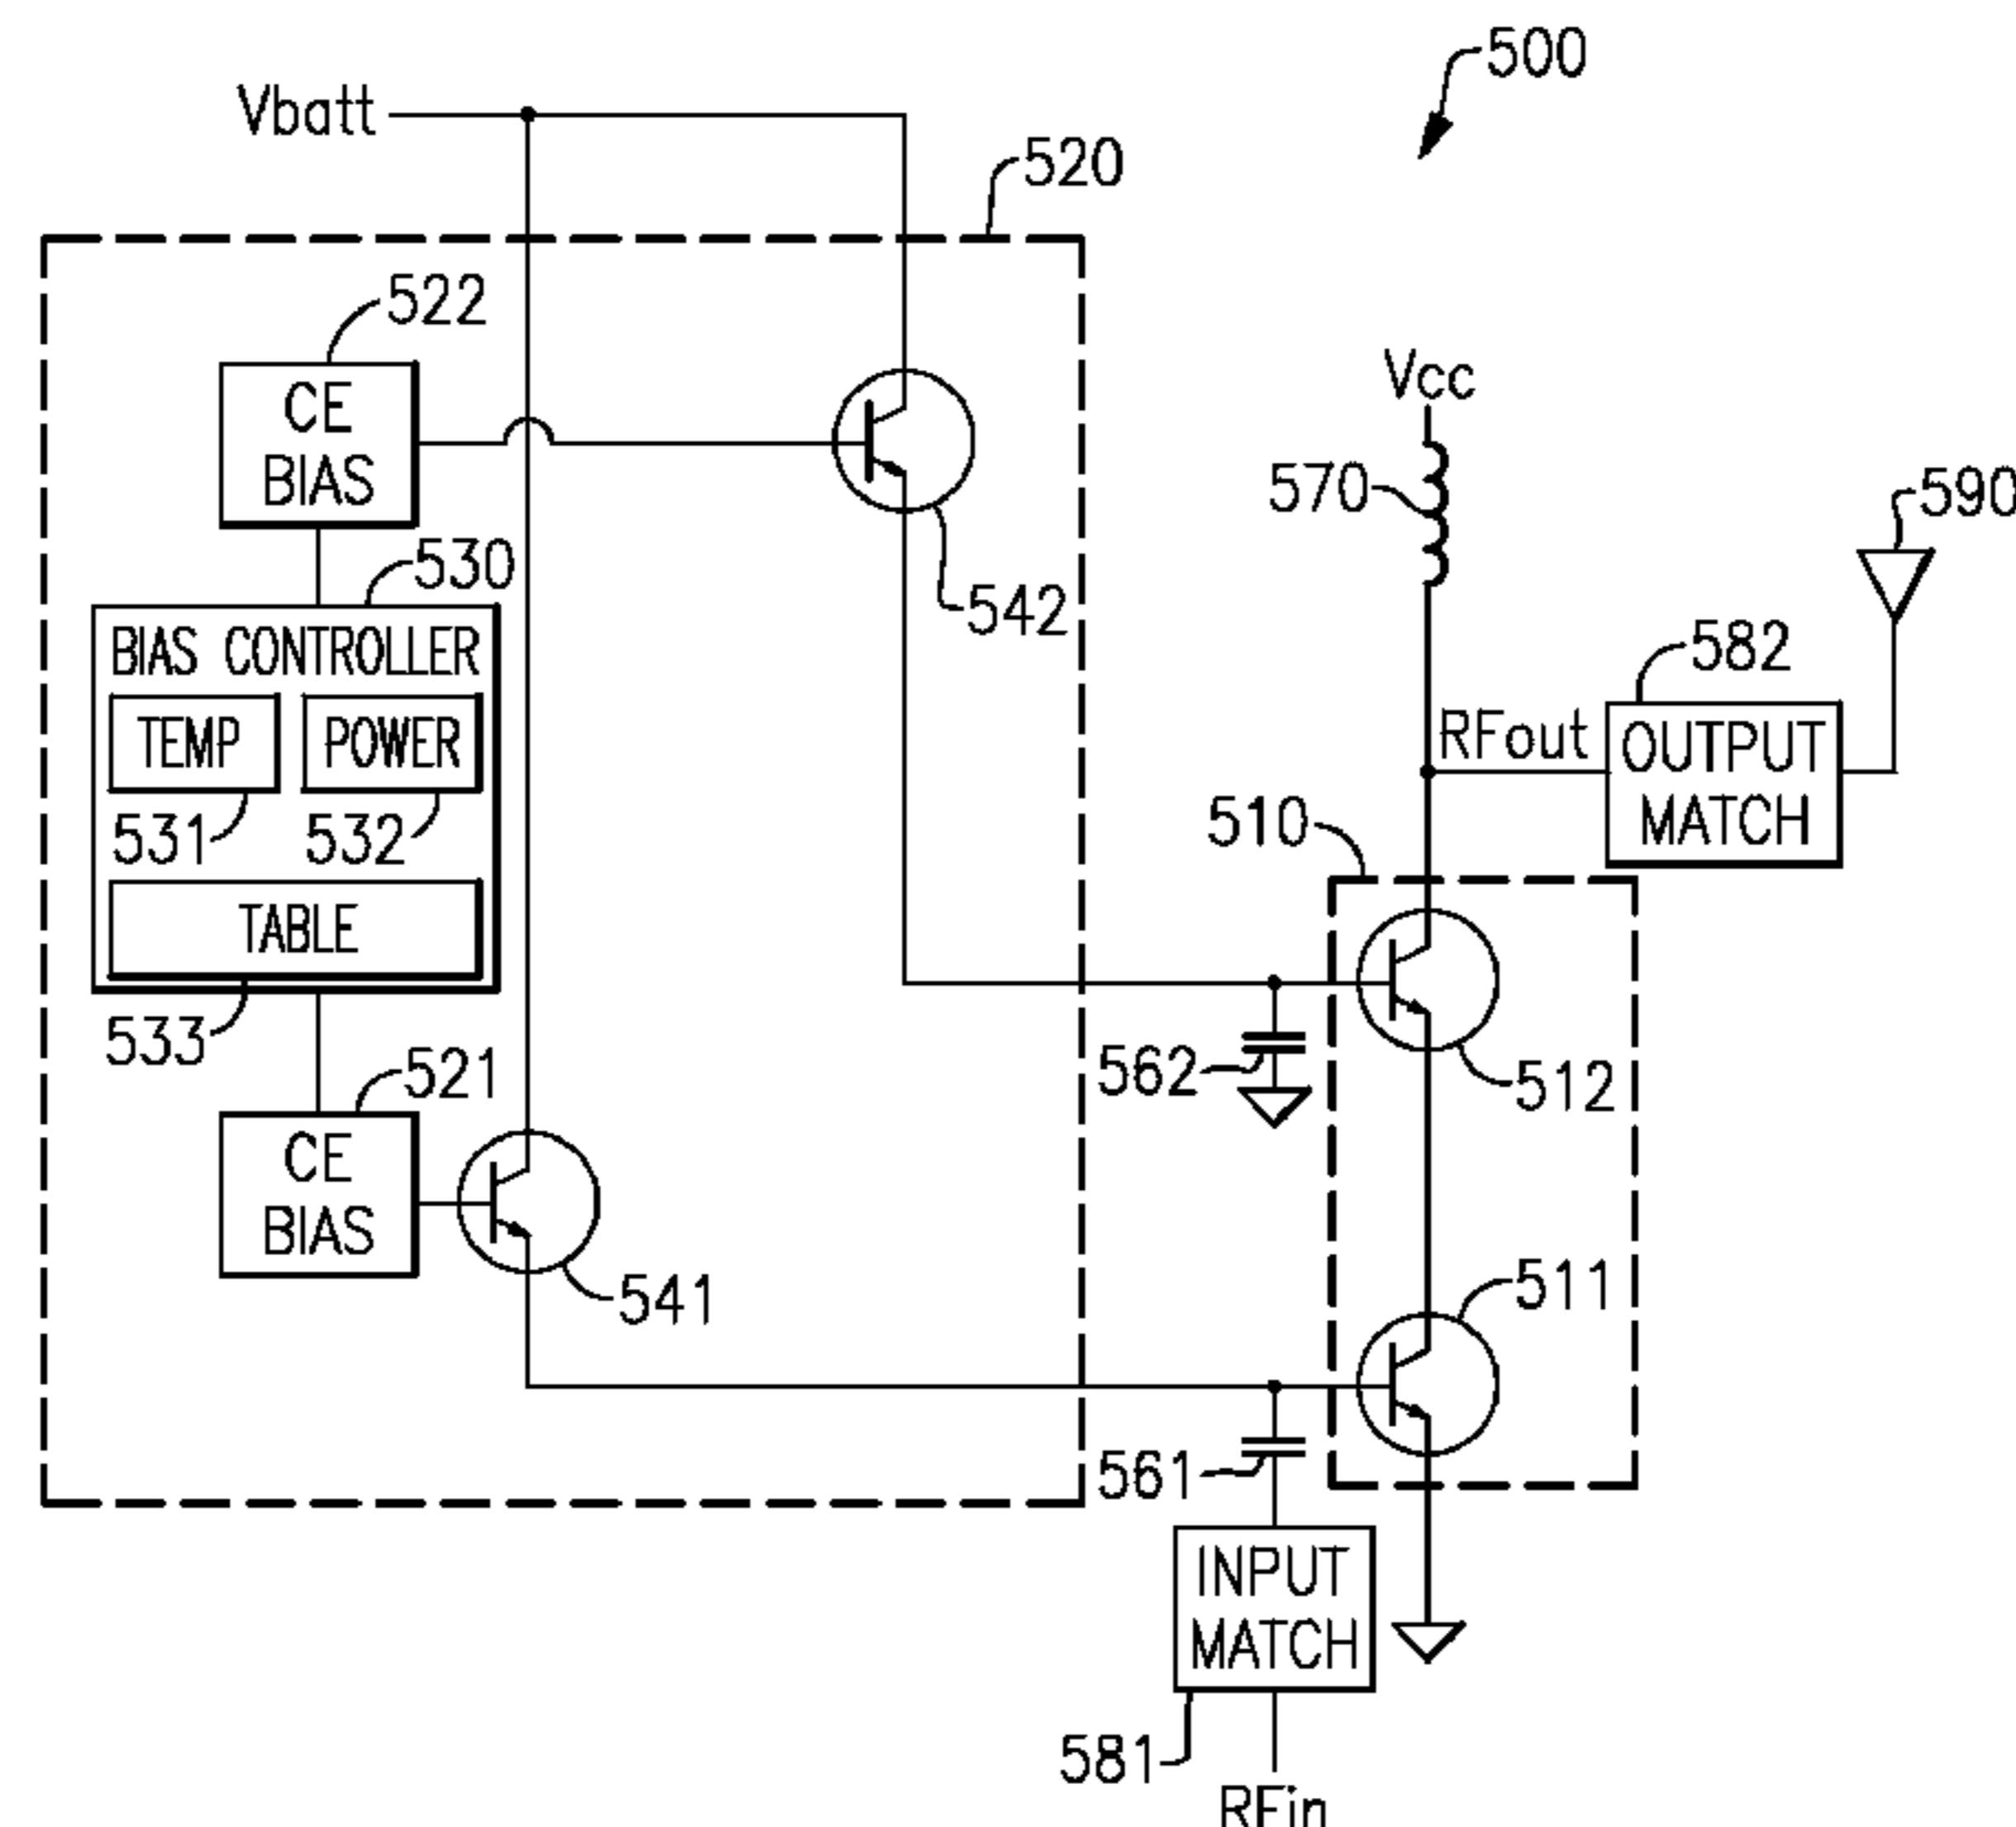 500
Vbatt
520
522
CE
BIAS
Vcc
570
590
530
542
BIAS CONTROLLER
TEMP
POWER
582
RFout
OUTPUT
MATCH
531
532
510
TABLE
533
562
512
521
CE
BIAS
541
511
561
INPUT
MATCH
581
RFin